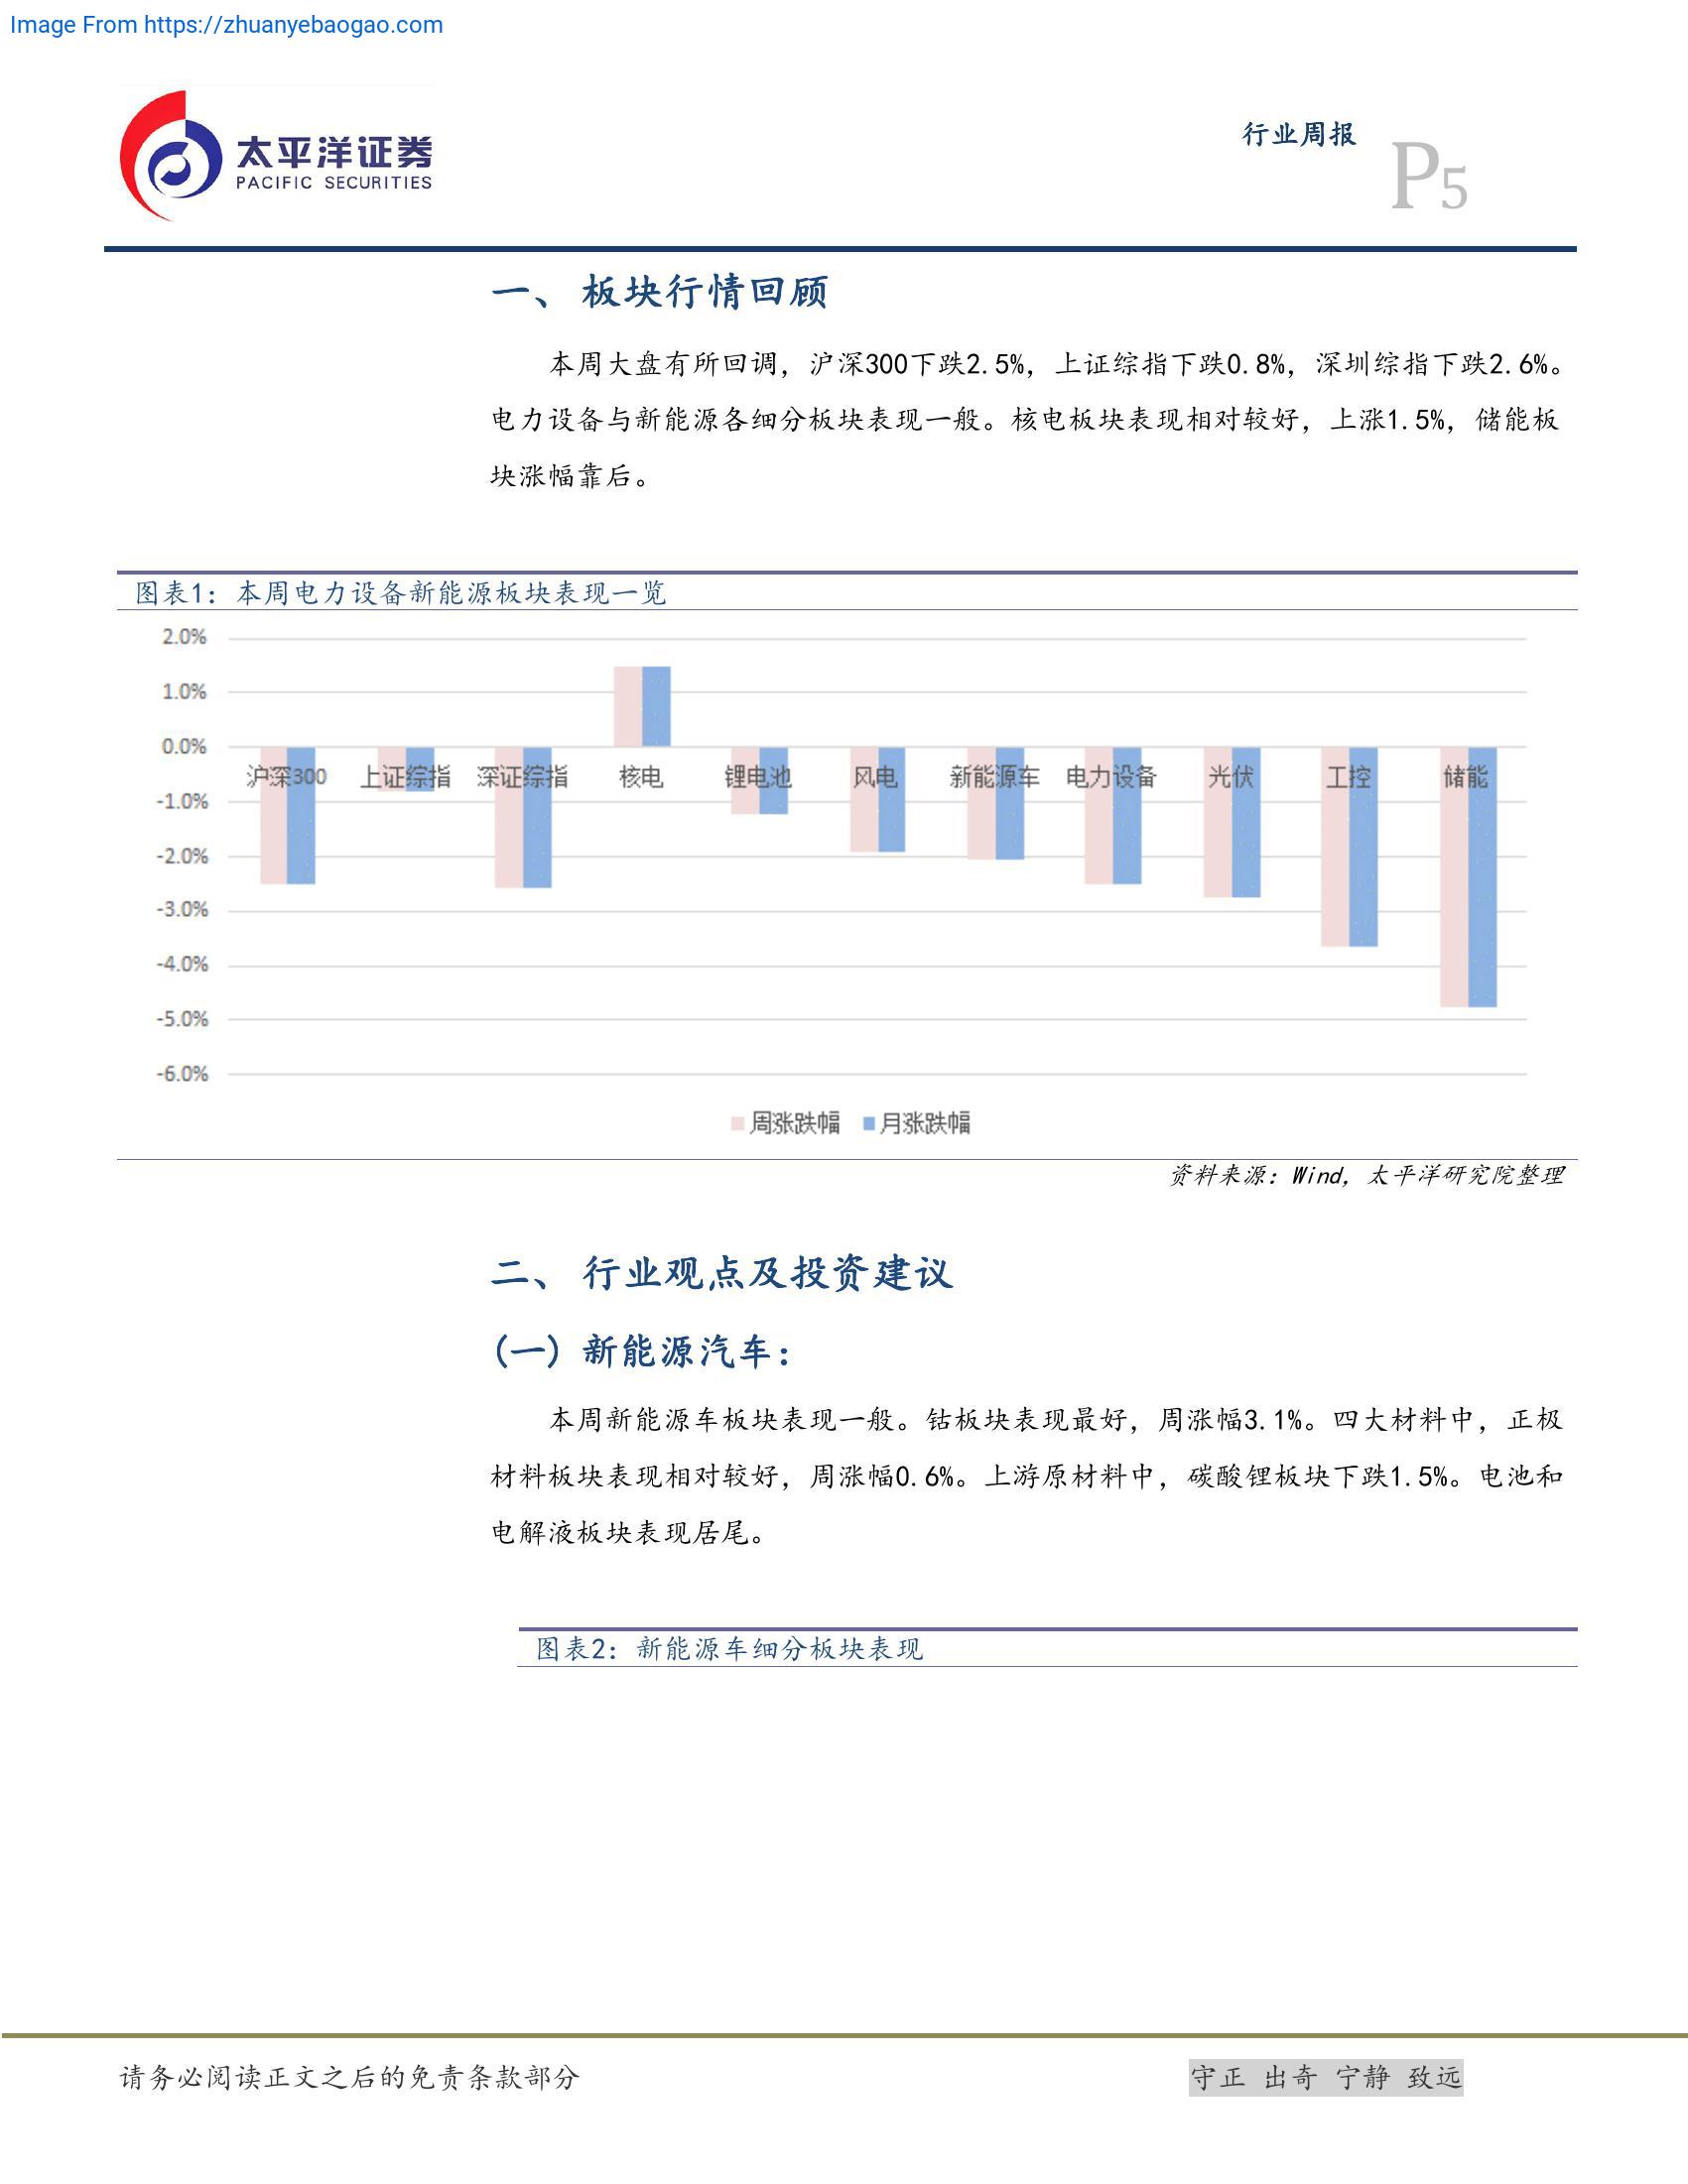 Image From https://zhuanyebaogao.com
太平洋证券
PACIFIC SECURITIES
行业周报
P5
一、 板块行情回顾
本周大盘有所回调，沪深300下跌2.5%，上证综指下跌0.8%，深圳综指下跌2.6%。
电力设备与新能源各细分板块表现一般。核电板块表现相对较好，上涨1.5%，储能板
块涨幅靠后。
图表1：本周电力设备新能源板块表现一览
2.0%
1.0%
0.0%
沪深300 上证综指 深证综指 核电 锂电池 风电 新能源车 电力设备 光伏 工控 储能
-1.0%
-2.0%
-3.0%
-4.0%
-5.0%
-6.0%
周涨跌幅 月涨跌幅
资料来源：Wind，太平洋研究院整理
二、 行业观点及投资建议
(一) 新能源汽车：
本周新能源车板块表现一般。钴板块表现最好，周涨幅3.1%。四大材料中，正极
材料板块表现相对较好，周涨幅0.6%。上游原材料中，碳酸锂板块下跌1.5%。电池和
电解液板块表现居尾。
图表2：新能源车细分板块表现
请务必阅读正文之后的免责条款部分
守正 出奇 宁静 致远